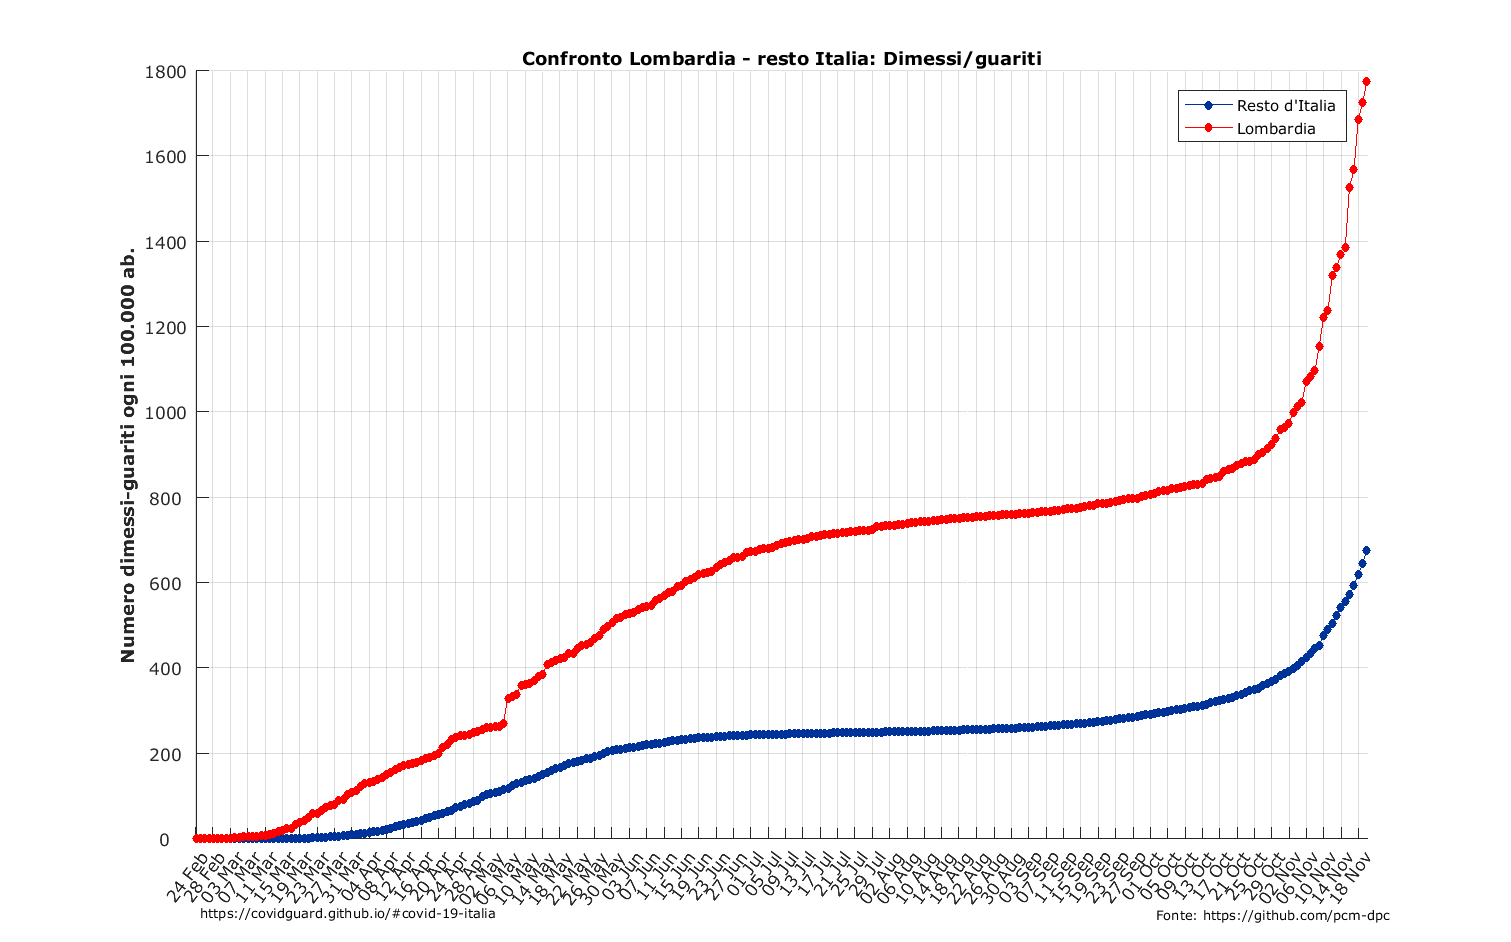 Confronto Lombardia - resto Italia: Dimessi/guariti
Numero dimessi-guariti ogni 100.000 ab.
1800
1600
1400
1200
1000
800
600
400
200
0
Resto d'Italia
Lombardia
24 Feb
28 Feb
03 Mar
07 Mar
11 Mar
15 Mar
19 Mar
23 Mar
27 Mar
31 Mar
04 Apr
08 Apr
12 Apr
16 Apr
20 Apr
24 Apr
28 Apr
02 May
06 May
10 May
14 May
18 May
22 May
26 May
30 May
03 Jun
07 Jun
11 Jun
15 Jun
19 Jun
23 Jun
27 Jun
01 Jul
05 Jul
09 Jul
13 Jul
17 Jul
21 Jul
25 Jul
29 Jul
02 Aug
06 Aug
10 Aug
14 Aug
18 Aug
22 Aug
26 Aug
30 Aug
03 Sep
07 Sep
11 Sep
15 Sep
19 Sep
23 Sep
27 Sep
01 Oct
05 Oct
09 Oct
13 Oct
17 Oct
21 Oct
25 Oct
29 Oct
02 Nov
06 Nov
10 Nov
14 Nov
18 Nov
https://covidguard.github.io/#covid-19-italia
Fonte: https://github.com/pcm-dpc